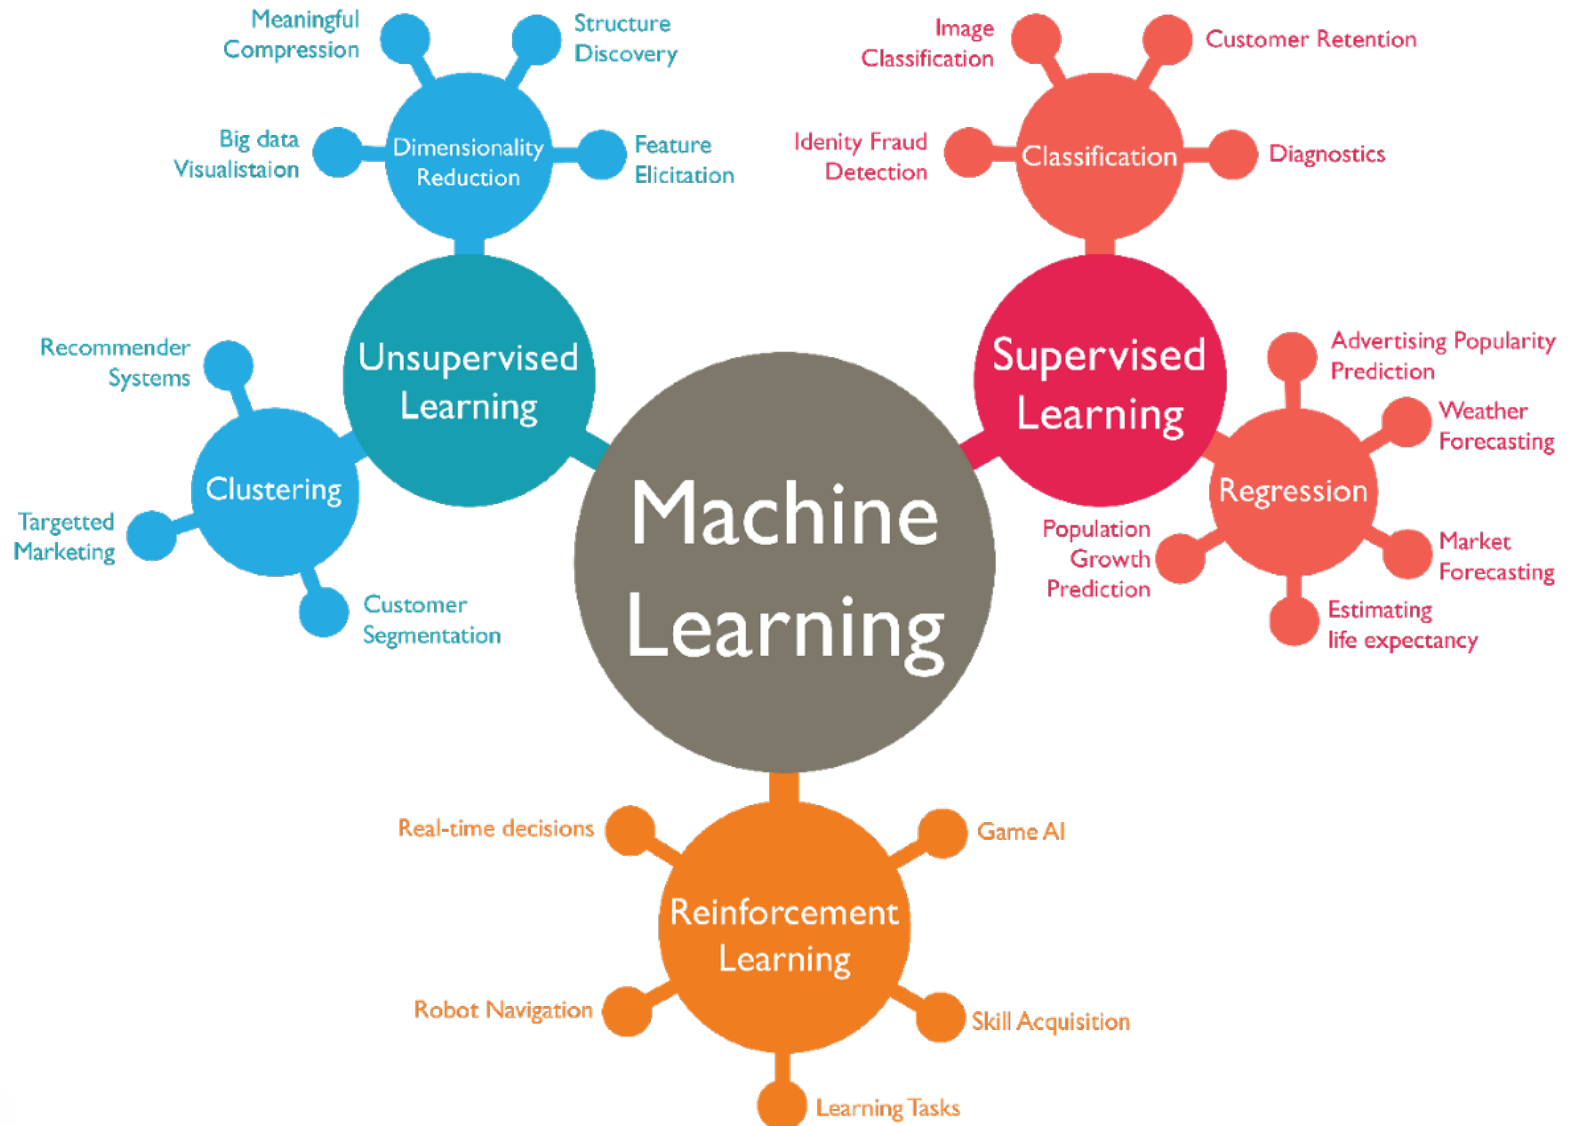 Meaningful
Compression
Structure
Discovery
Big data
Visualistaion
Dimensionality
Reduction
Feature
Elicitation
Image
Classification
Customer Retention
Idenity Fraud
Detection
Classification
Diagnostics
Unsupervised
Learning
Supervised
Learning
Recommender
Systems
Clustering
Targetted
Marketing
Customer
Segmentation
Machine
Learning
Advertising Popularity
Prediction
Weather
Forecasting
Regression
Population
Growth
Prediction
Market
Forecasting
Estimating
life expectancy
Real-time decisions
Game AI
Reinforcement
Learning
Robot Navigation
Skill Acquisition
Learning Tasks